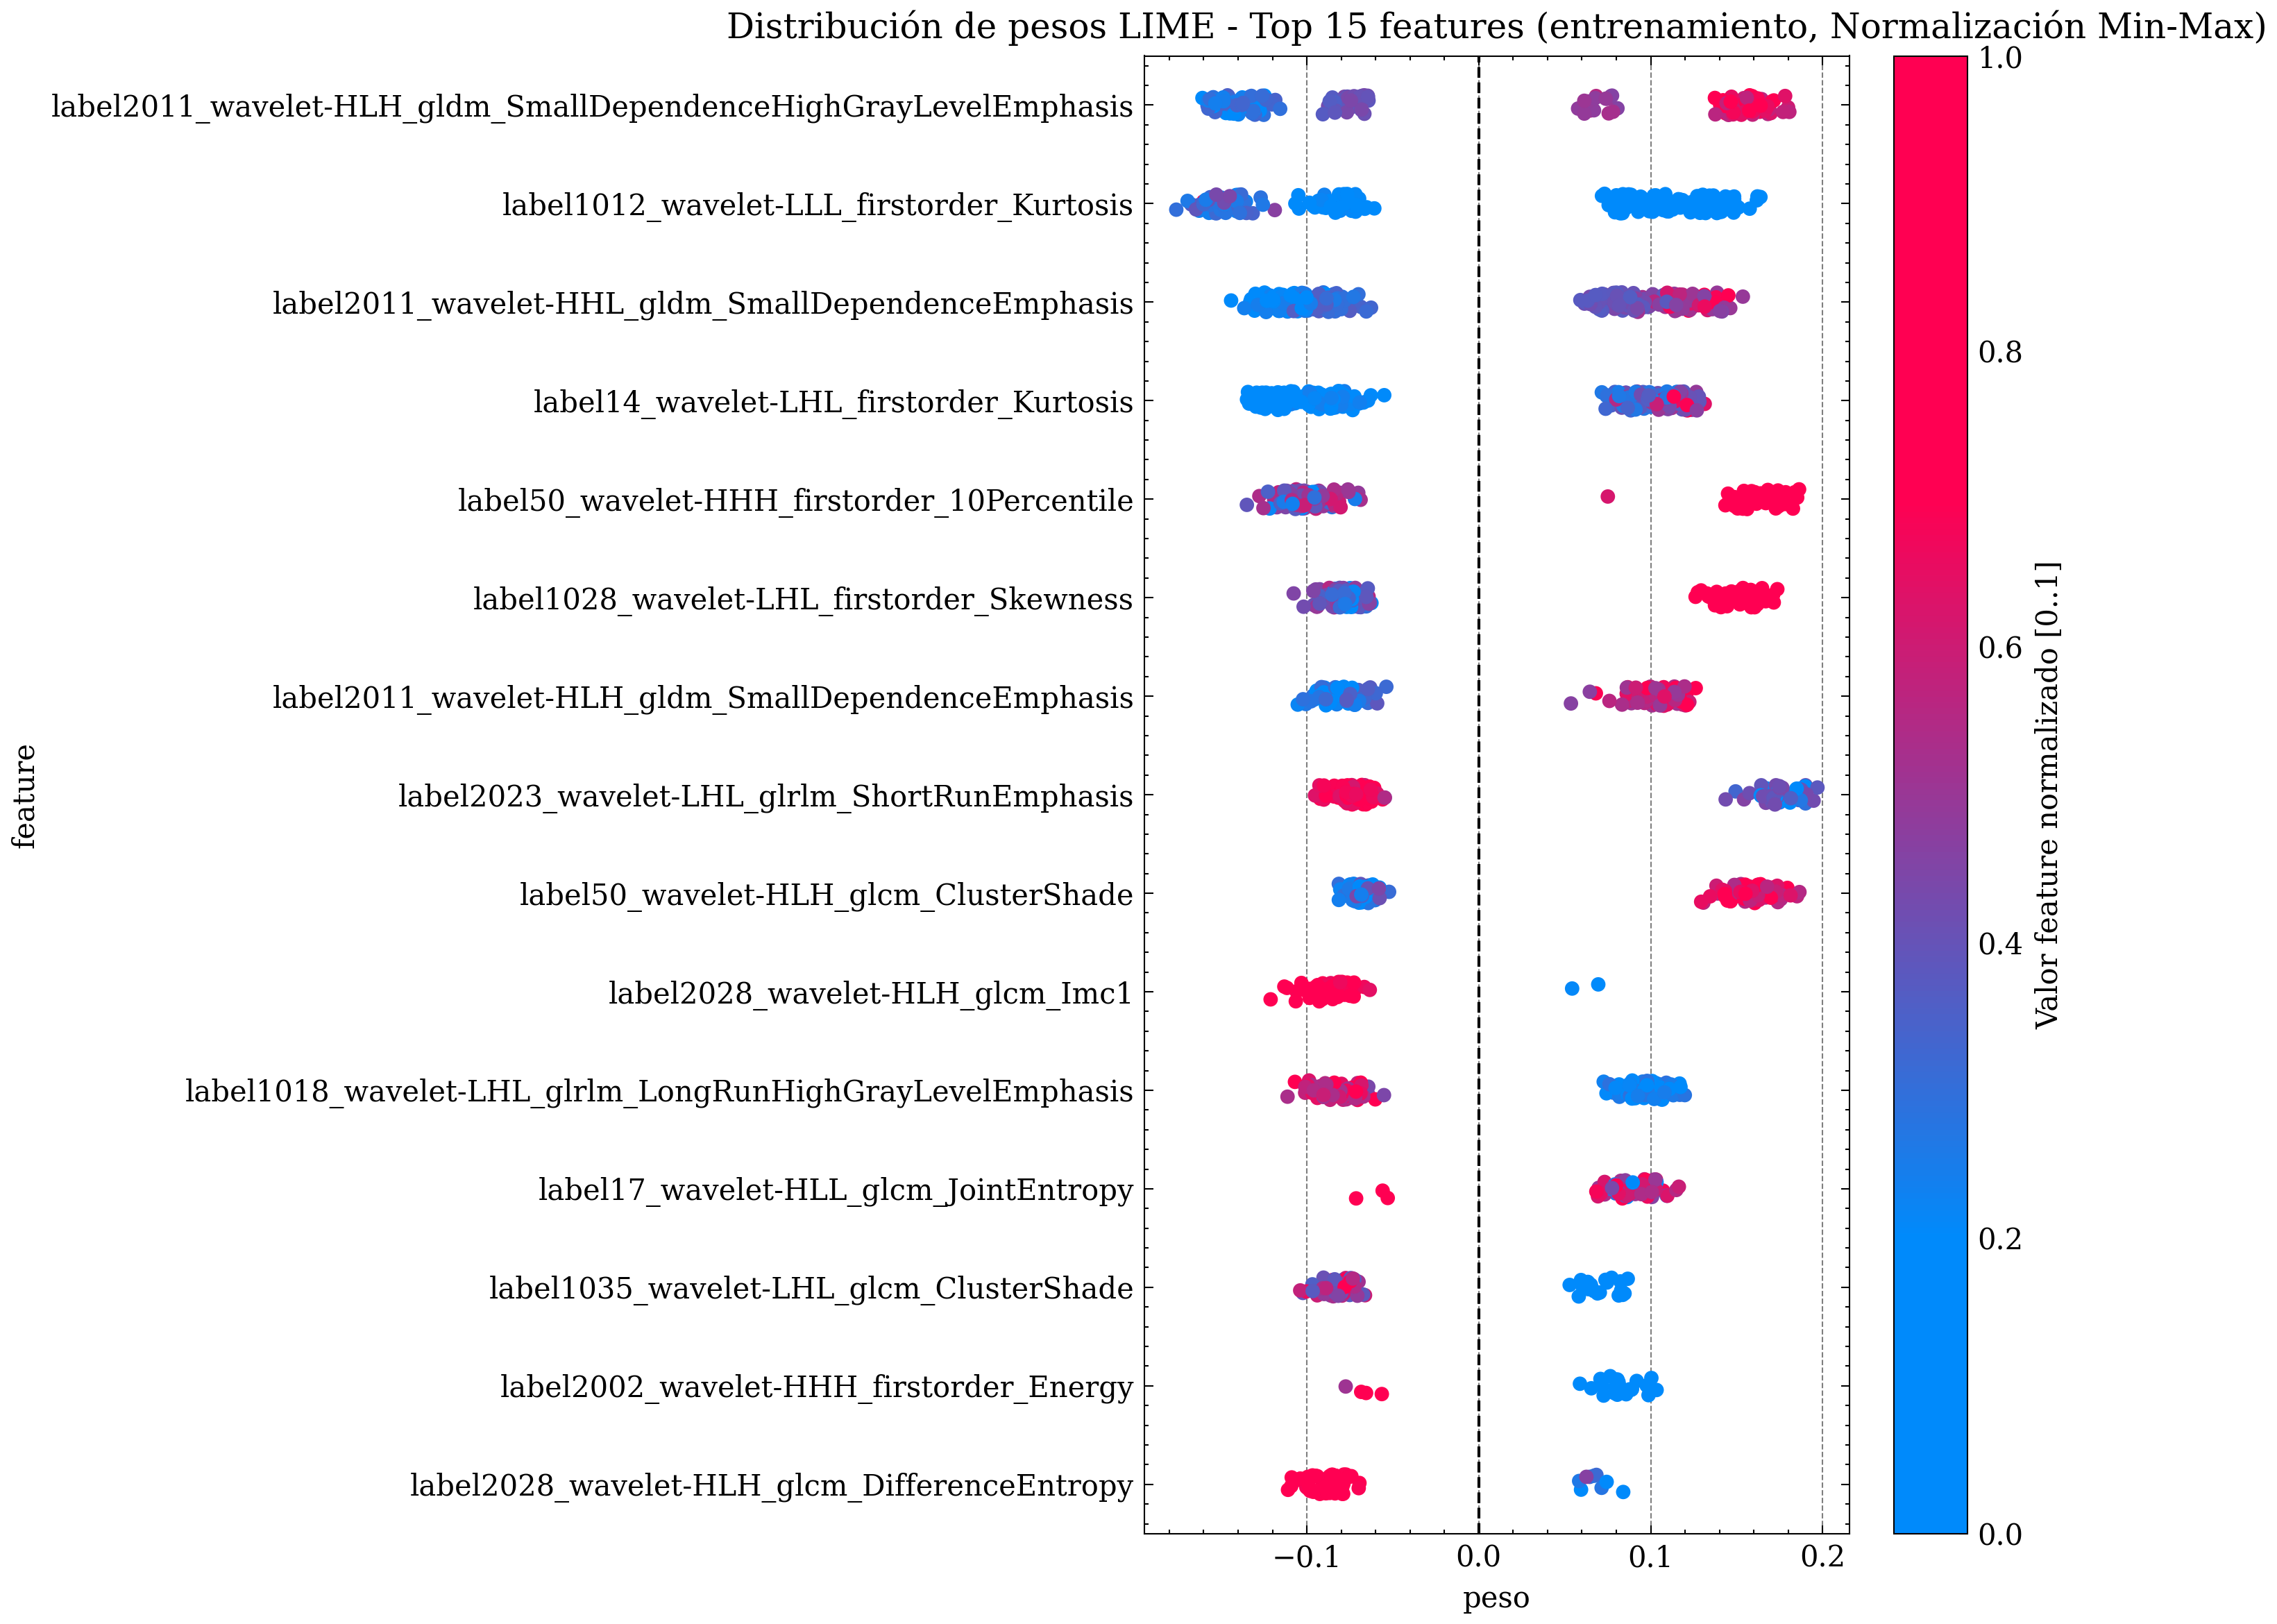 Distribución de pesos LIME - Top 15 features (entrenamiento, Normalización Min-Max)
label2011_wavelet-HLH_gldm_SmallDependenceHighGrayLevelEmphasis
label1012_wavelet-LLL_firstorder_Kurtosis
label2011_wavelet-HHL_gldm_SmallDependenceEmphasis
label14_wavelet-LHL_firstorder_Kurtosis
label50_wavelet-HHH_firstorder_10Percentile
label1028_wavelet-LHL_firstorder_Skewness
label2011_wavelet-HLH_gldm_SmallDependenceEmphasis
label2023_wavelet-LHL_glrlm_ShortRunEmphasis
label50_wavelet-HLH_glcm_ClusterShade
label2028_wavelet-HLH_glcm_Imc1
label1018_wavelet-LHL_glrlm_LongRunHighGrayLevelEmphasis
label17_wavelet-HLL_glcm_JointEntropy
label1035_wavelet-LHL_glcm_ClusterShade
label2002_wavelet-HHH_firstorder_Energy
label2028_wavelet-HLH_glcm_DifferenceEntropy
feature
−0.1 0.0 0.1 0.2
peso
1.0
0.8
0.6
0.4
0.2
0.0
Valor feature normalizado [0..1]